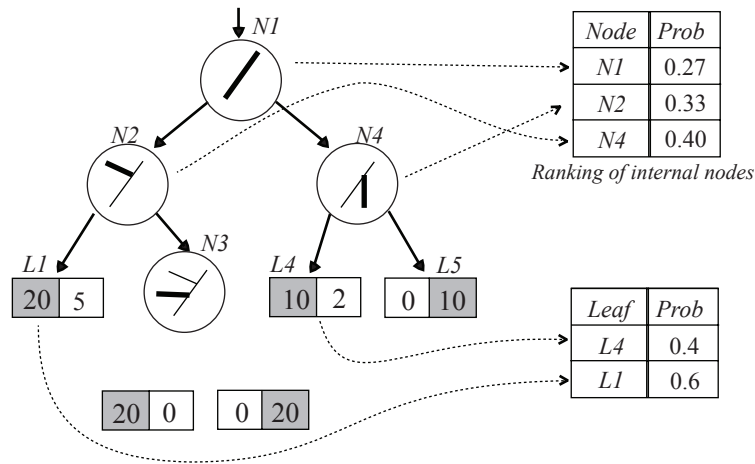 N1
N2
N4
L1
N3
L4
L5
20 5
10 2
0 10
20 0
0 20
Node Prob
N1 0.27
N2 0.33
N4 0.40
Ranking of internal nodes
Leaf Prob
L4 0.4
L1 0.6